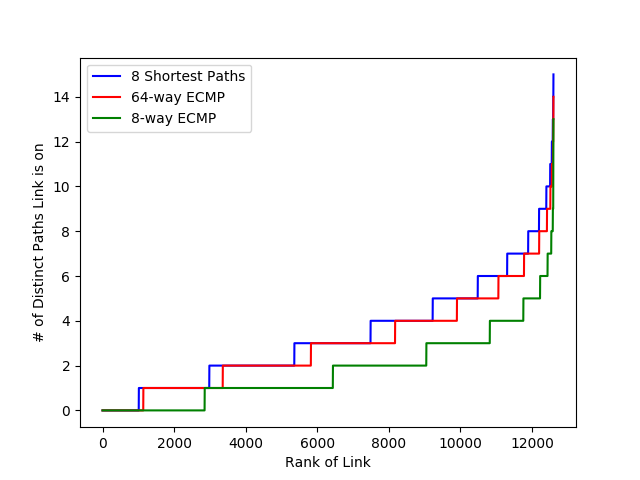 8 Shortest Paths
64-way ECMP
8-way ECMP
14
12
10
8
6
4
2
0
# of Distinct Paths Link is on
0 2000 4000 6000 8000 10000 12000
Rank of Link